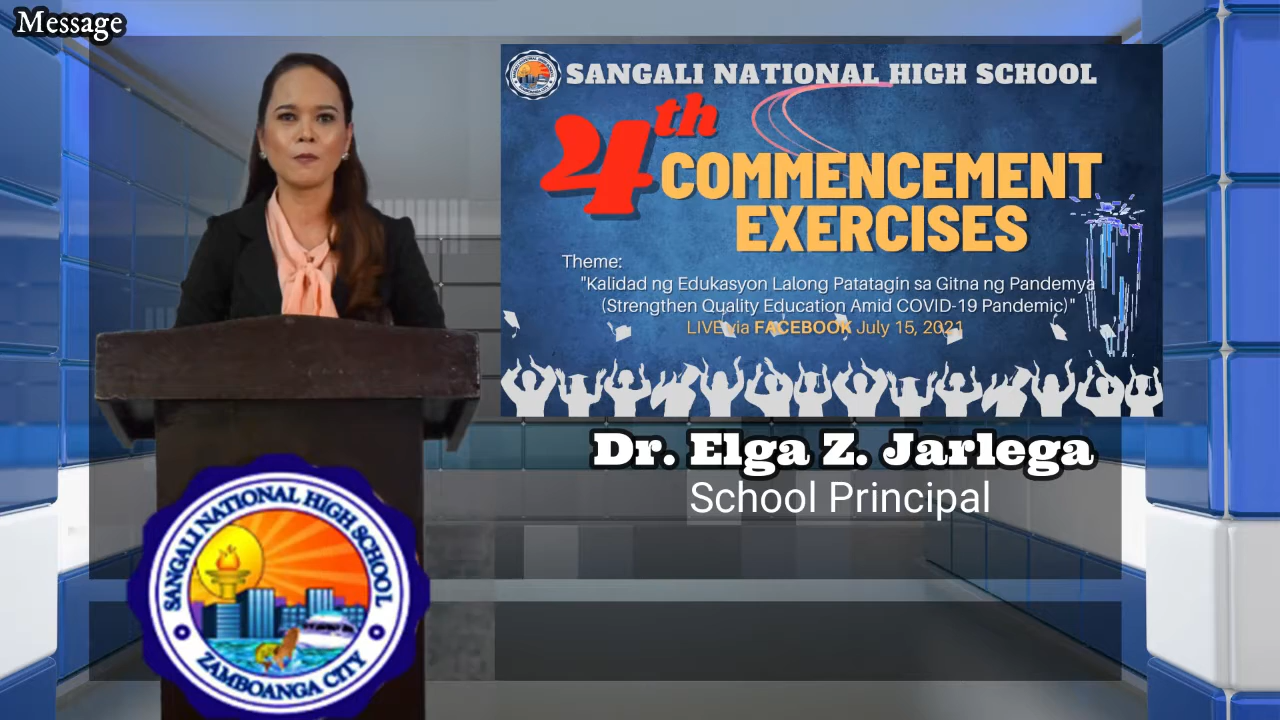 Message
SANGALI NATIONAL HIGH SCHOOL
4th
COMMENCEMENT
EXERCISES
Theme:
"Kalidad ng Edukasyon Lalong Patatagin sa Gitna ng Pandemya
(Strengthen Quality Education Amid COVID-19 Pandemic)"
LIVE via FACEBOOK July 15, 2021
Dr. Elga Z. Jarlega
School Principal
SANGALI NATIONAL HIGH SCHOOL
ZAMBOANGA CITY